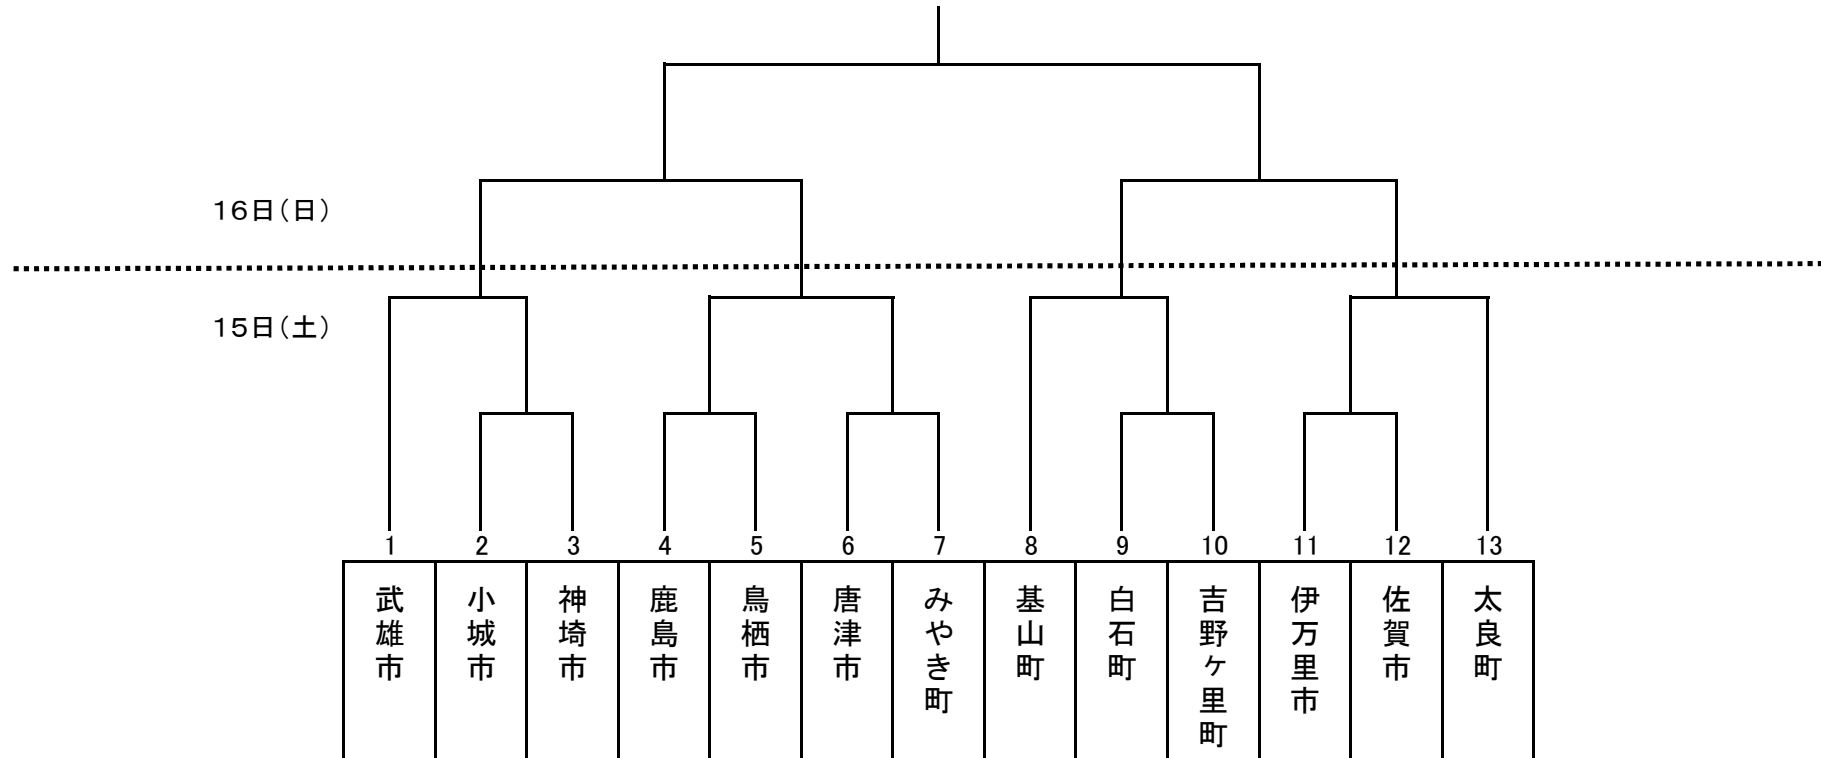 16日(日)
15日(土)
1 2 3 4 5 6 7 8 9 10 11 12 13
武雄市
小城市
神埼市
鹿島市
鳥栖市
唐津市
みやき町
基山町
白石町
吉野ヶ里町
伊万里市
佐賀市
太良町